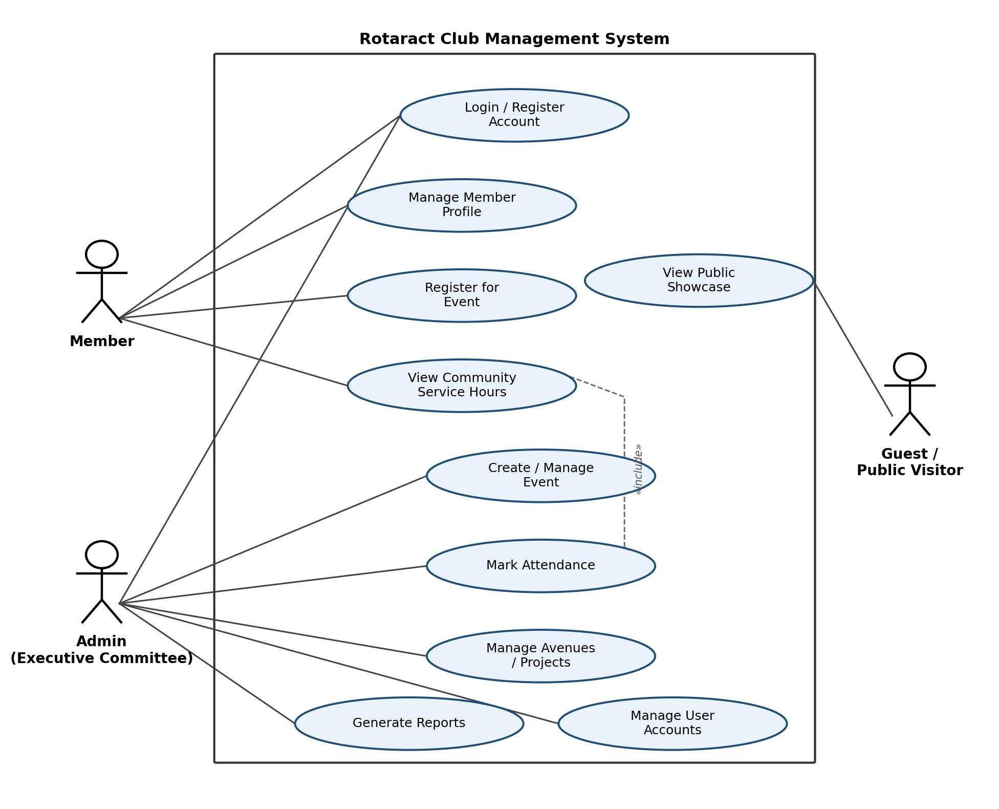 Rotaract Club Management System
Login / Register
Account
Manage Member
Profile
Register for
Event
View Public
Showcase
Member
View Community
Service Hours
«include»
Create / Manage
Event
Guest /
Public Visitor
Mark Attendance
Admin
(Executive Committee)
Manage Avenues
/ Projects
Generate Reports
Manage User
Accounts